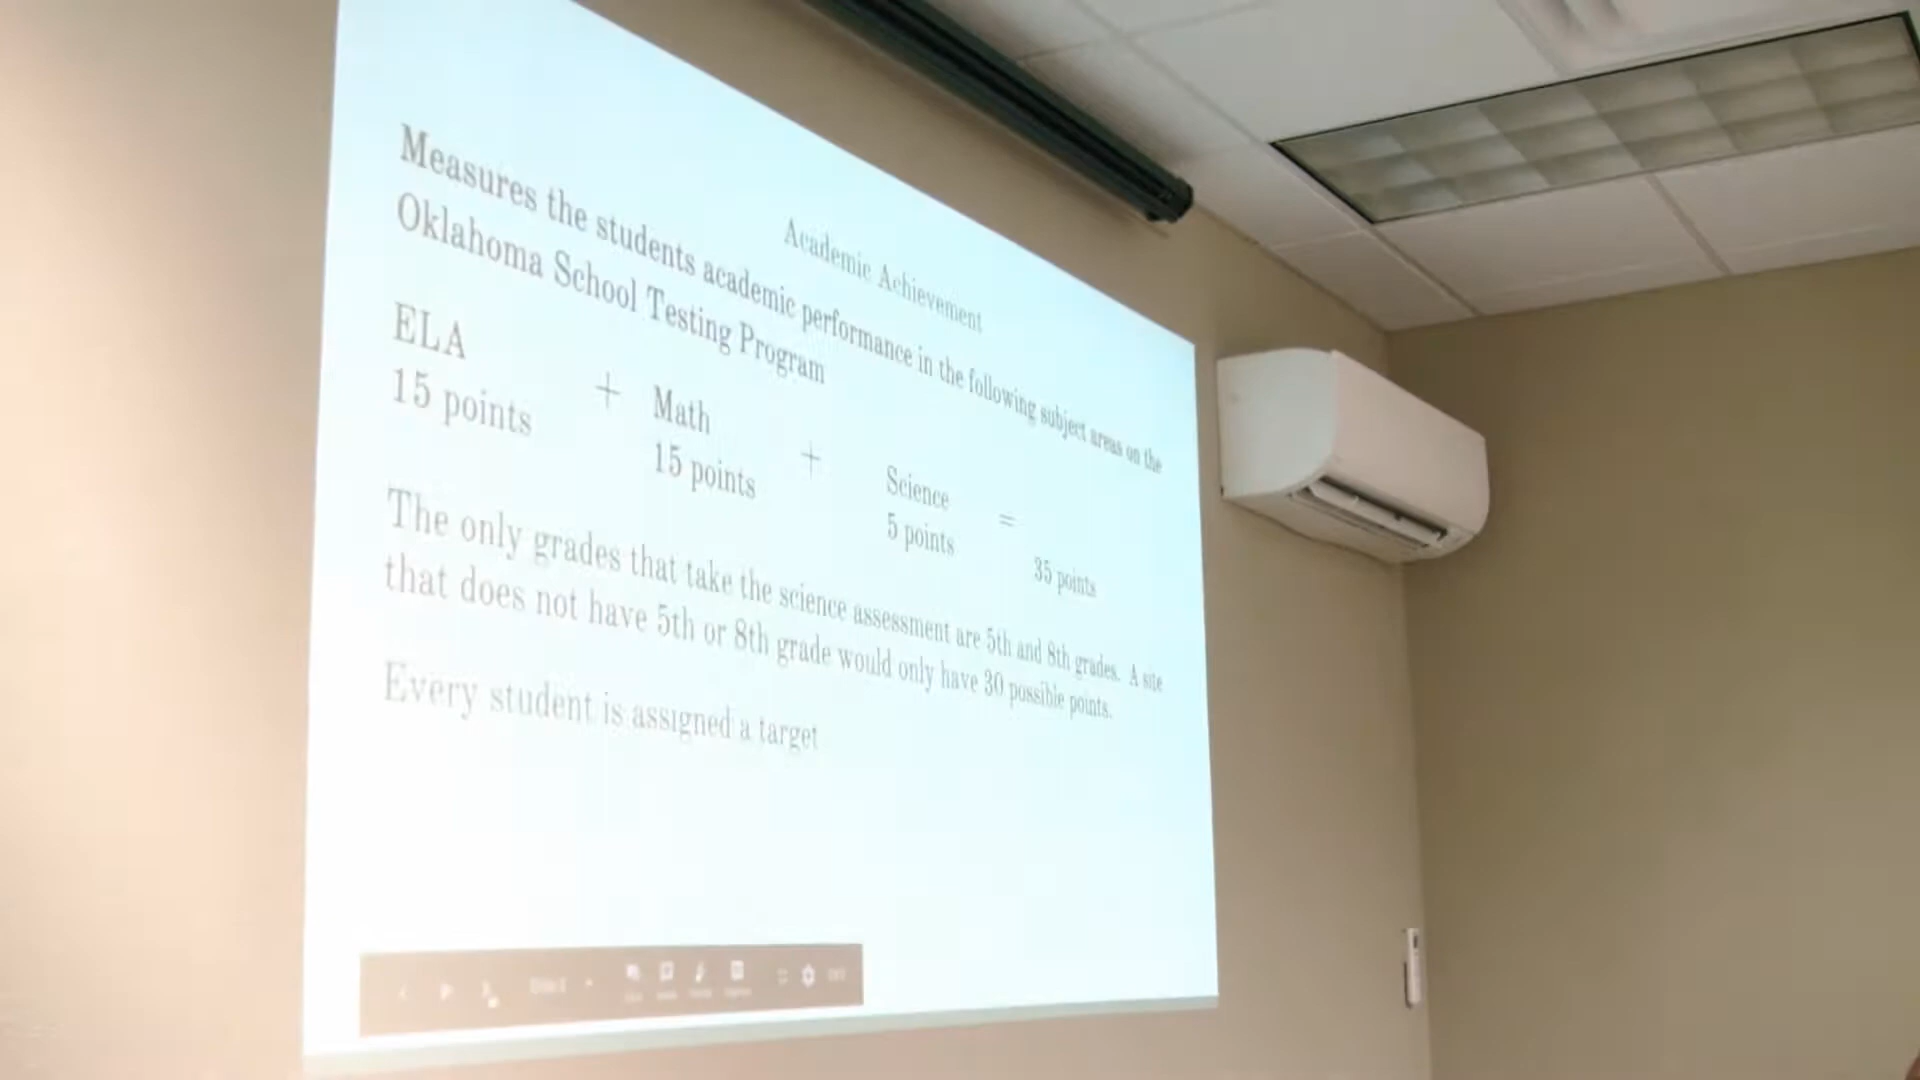 Academic Achievement
Measures the students academic performance in the following subject areas on the
Oklahoma School Testing Program
ELA + Math + Science =
15 points 15 points 5 points 35 points
The only grades that take the science assessment are 5th and 8th grades. A site
that does not have 5th or 8th grade would only have 30 possible points.
Every student is assigned a target